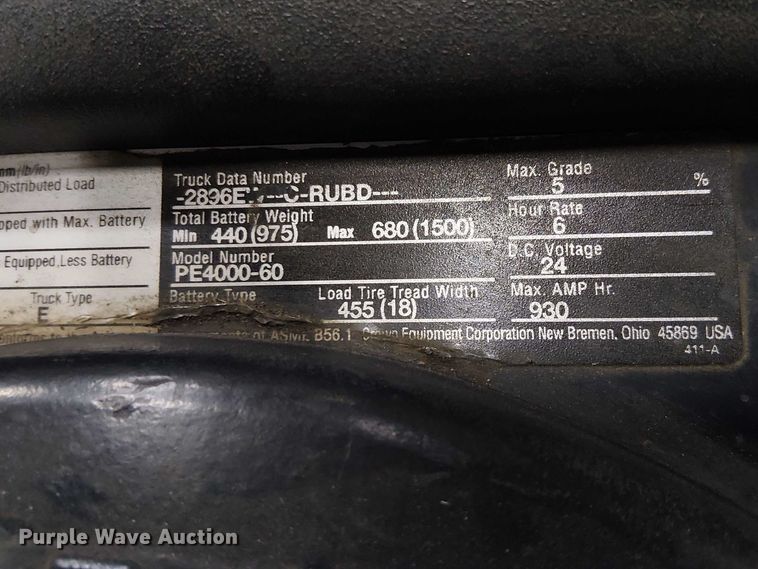 mm(lb/in)
Distributed Load
pped with Max. Battery
Equipped, Less Battery
Truck Type
E
Truck Data Number
C-RUBD---
Total Battery Weight
Min 440 (975) Max 680 (1500)
Model Number
PE4000-60
Battery Type Load Tire Tread Width
455 (18)
Max. Grade
5 %
Hour Rate
6
D.C. Voltage
24
Max. AMP Hr.
930
of B56.1 Crown Equipment Corporation New Bremen, Ohio 45869 USA
411-A
Purple Wave Auction